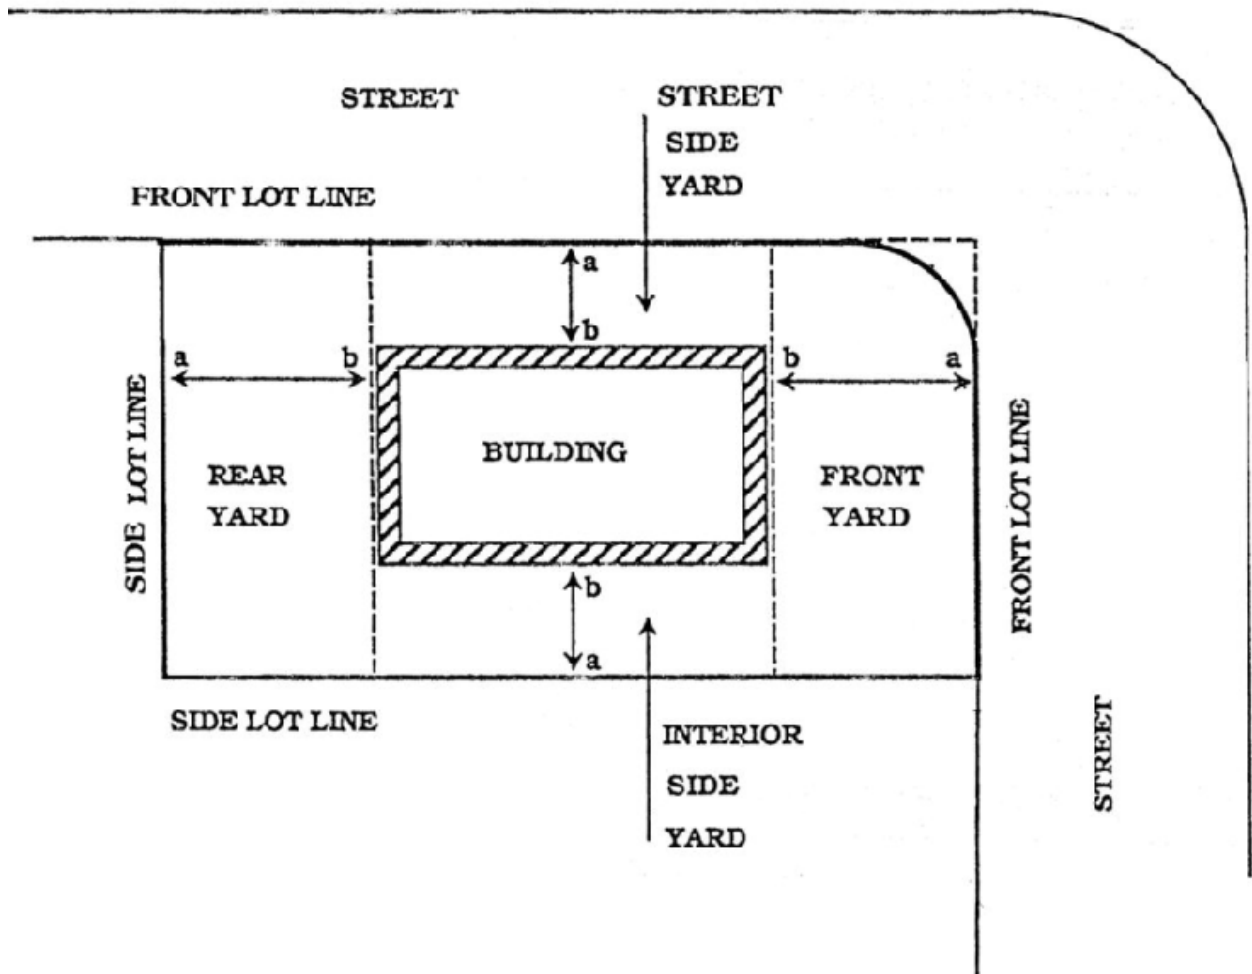 STREET
STREET
SIDE
YARD
FRONT LOT LINE
a
b
a
b
b
a
SIDE LOT LINE
REAR
YARD
BUILDING
FRONT
YARD
FRONT LOT LINE
b
a
SIDE LOT LINE
INTERIOR
SIDE
YARD
STREET